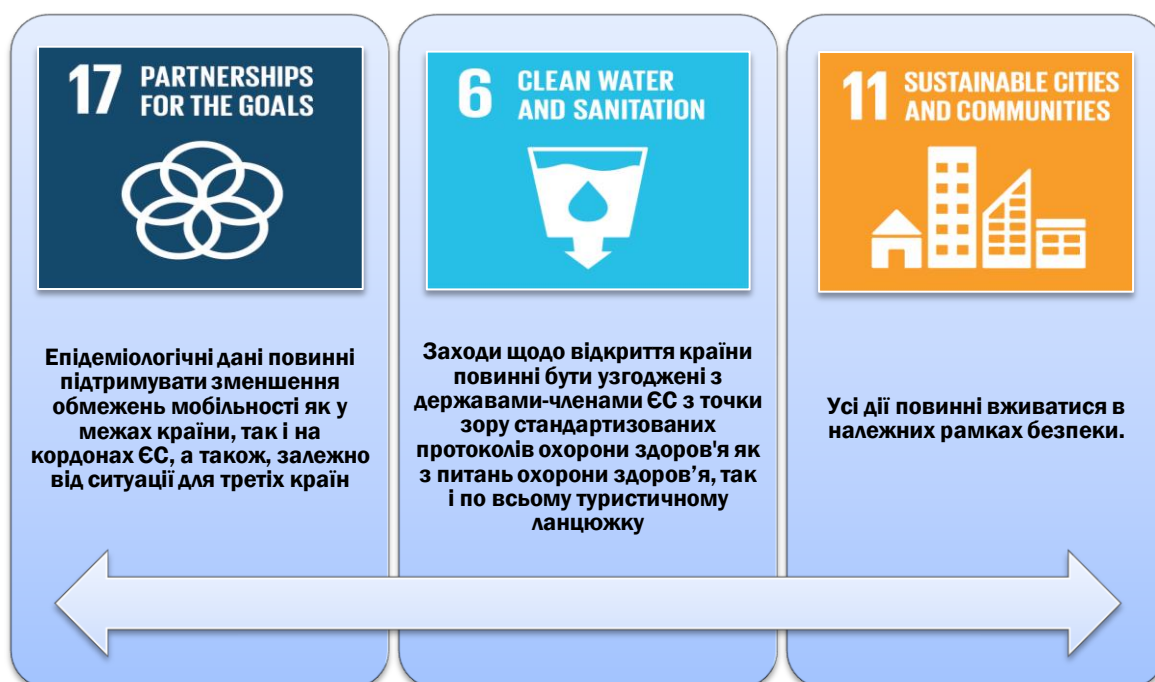 17 PARTNERSHIPS
FOR THE GOALS
Епідеміологічні дані повинні
підтримувати зменшення
обмежень мобільності як у
межах країни, так і на
кордонах ЄС, а також, залежно
від ситуації для третіх країн
6 CLEAN WATER
AND SANITATION
Заходи щодо відкриття країни
повинні бути узгоджені з
державами-членами ЄС з точки
зору стандартизованих
протоколів охорони здоров'я як
з питань охорони здоров’я, так
і по всьому туристичному
ланцюжку
11 SUSTAINABLE CITIES
AND COMMUNITIES
Усі дії повинні вживатися в
належних рамках безпеки.